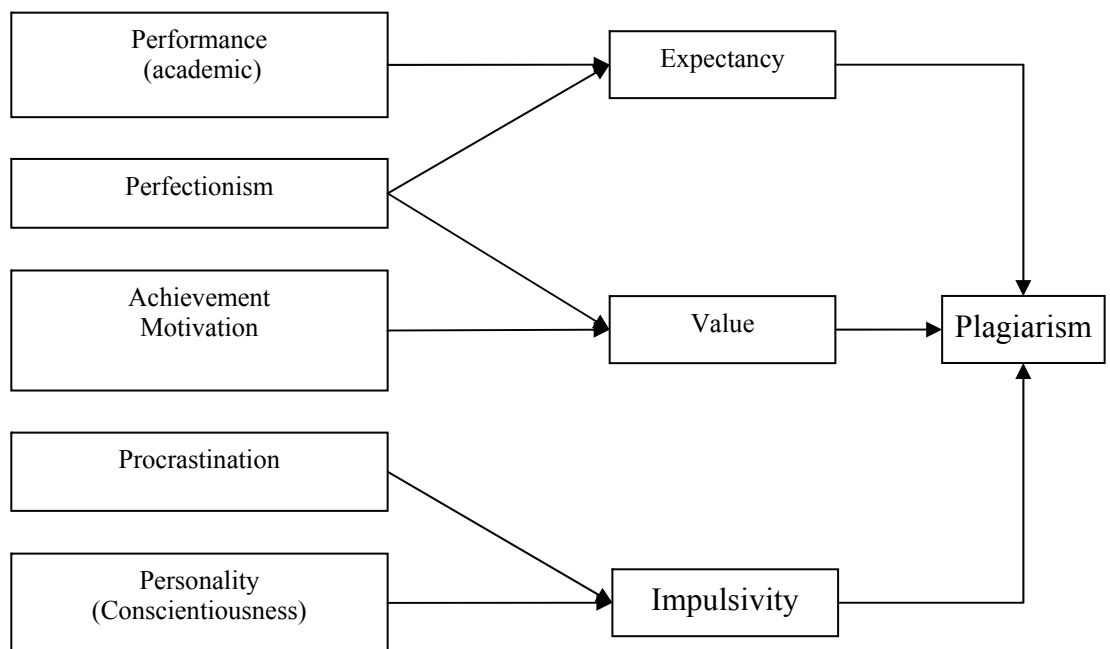 Performance
(academic)
Expectancy
Perfectionism
Achievement
Motivation
Value
Plagiarism
Procrastination
Personality
(Conscientiousness)
Impulsivity